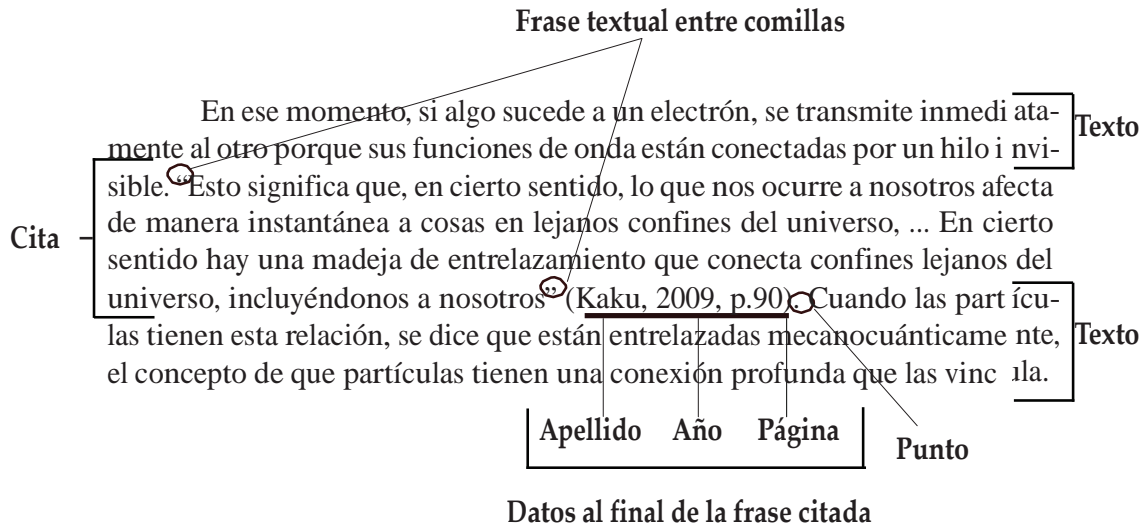 Frase textual entre comillas
En ese momento, si algo sucede a un electrón, se transmite inmedi ata-
Texto
mente al otro porque sus funciones de onda están conectadas por un hilo i nvi-
sible. “Esto significa que, en cierto sentido, lo que nos ocurre a nosotros afecta
de manera instantánea a cosas en lejanos confines del universo, ... En cierto
Cita
sentido hay una madeja de entrelazamiento que conecta confines lejanos del
universo, incluyéndonos a nosotros” (Kaku, 2009, p.90). Cuando las part ícu-
las tienen esta relación, se dice que están entrelazadas mecanocuánticame nte,
Texto
el concepto de que partículas tienen una conexión profunda que las vinc ula.
Apellido Año Página
Punto
Datos al final de la frase citada